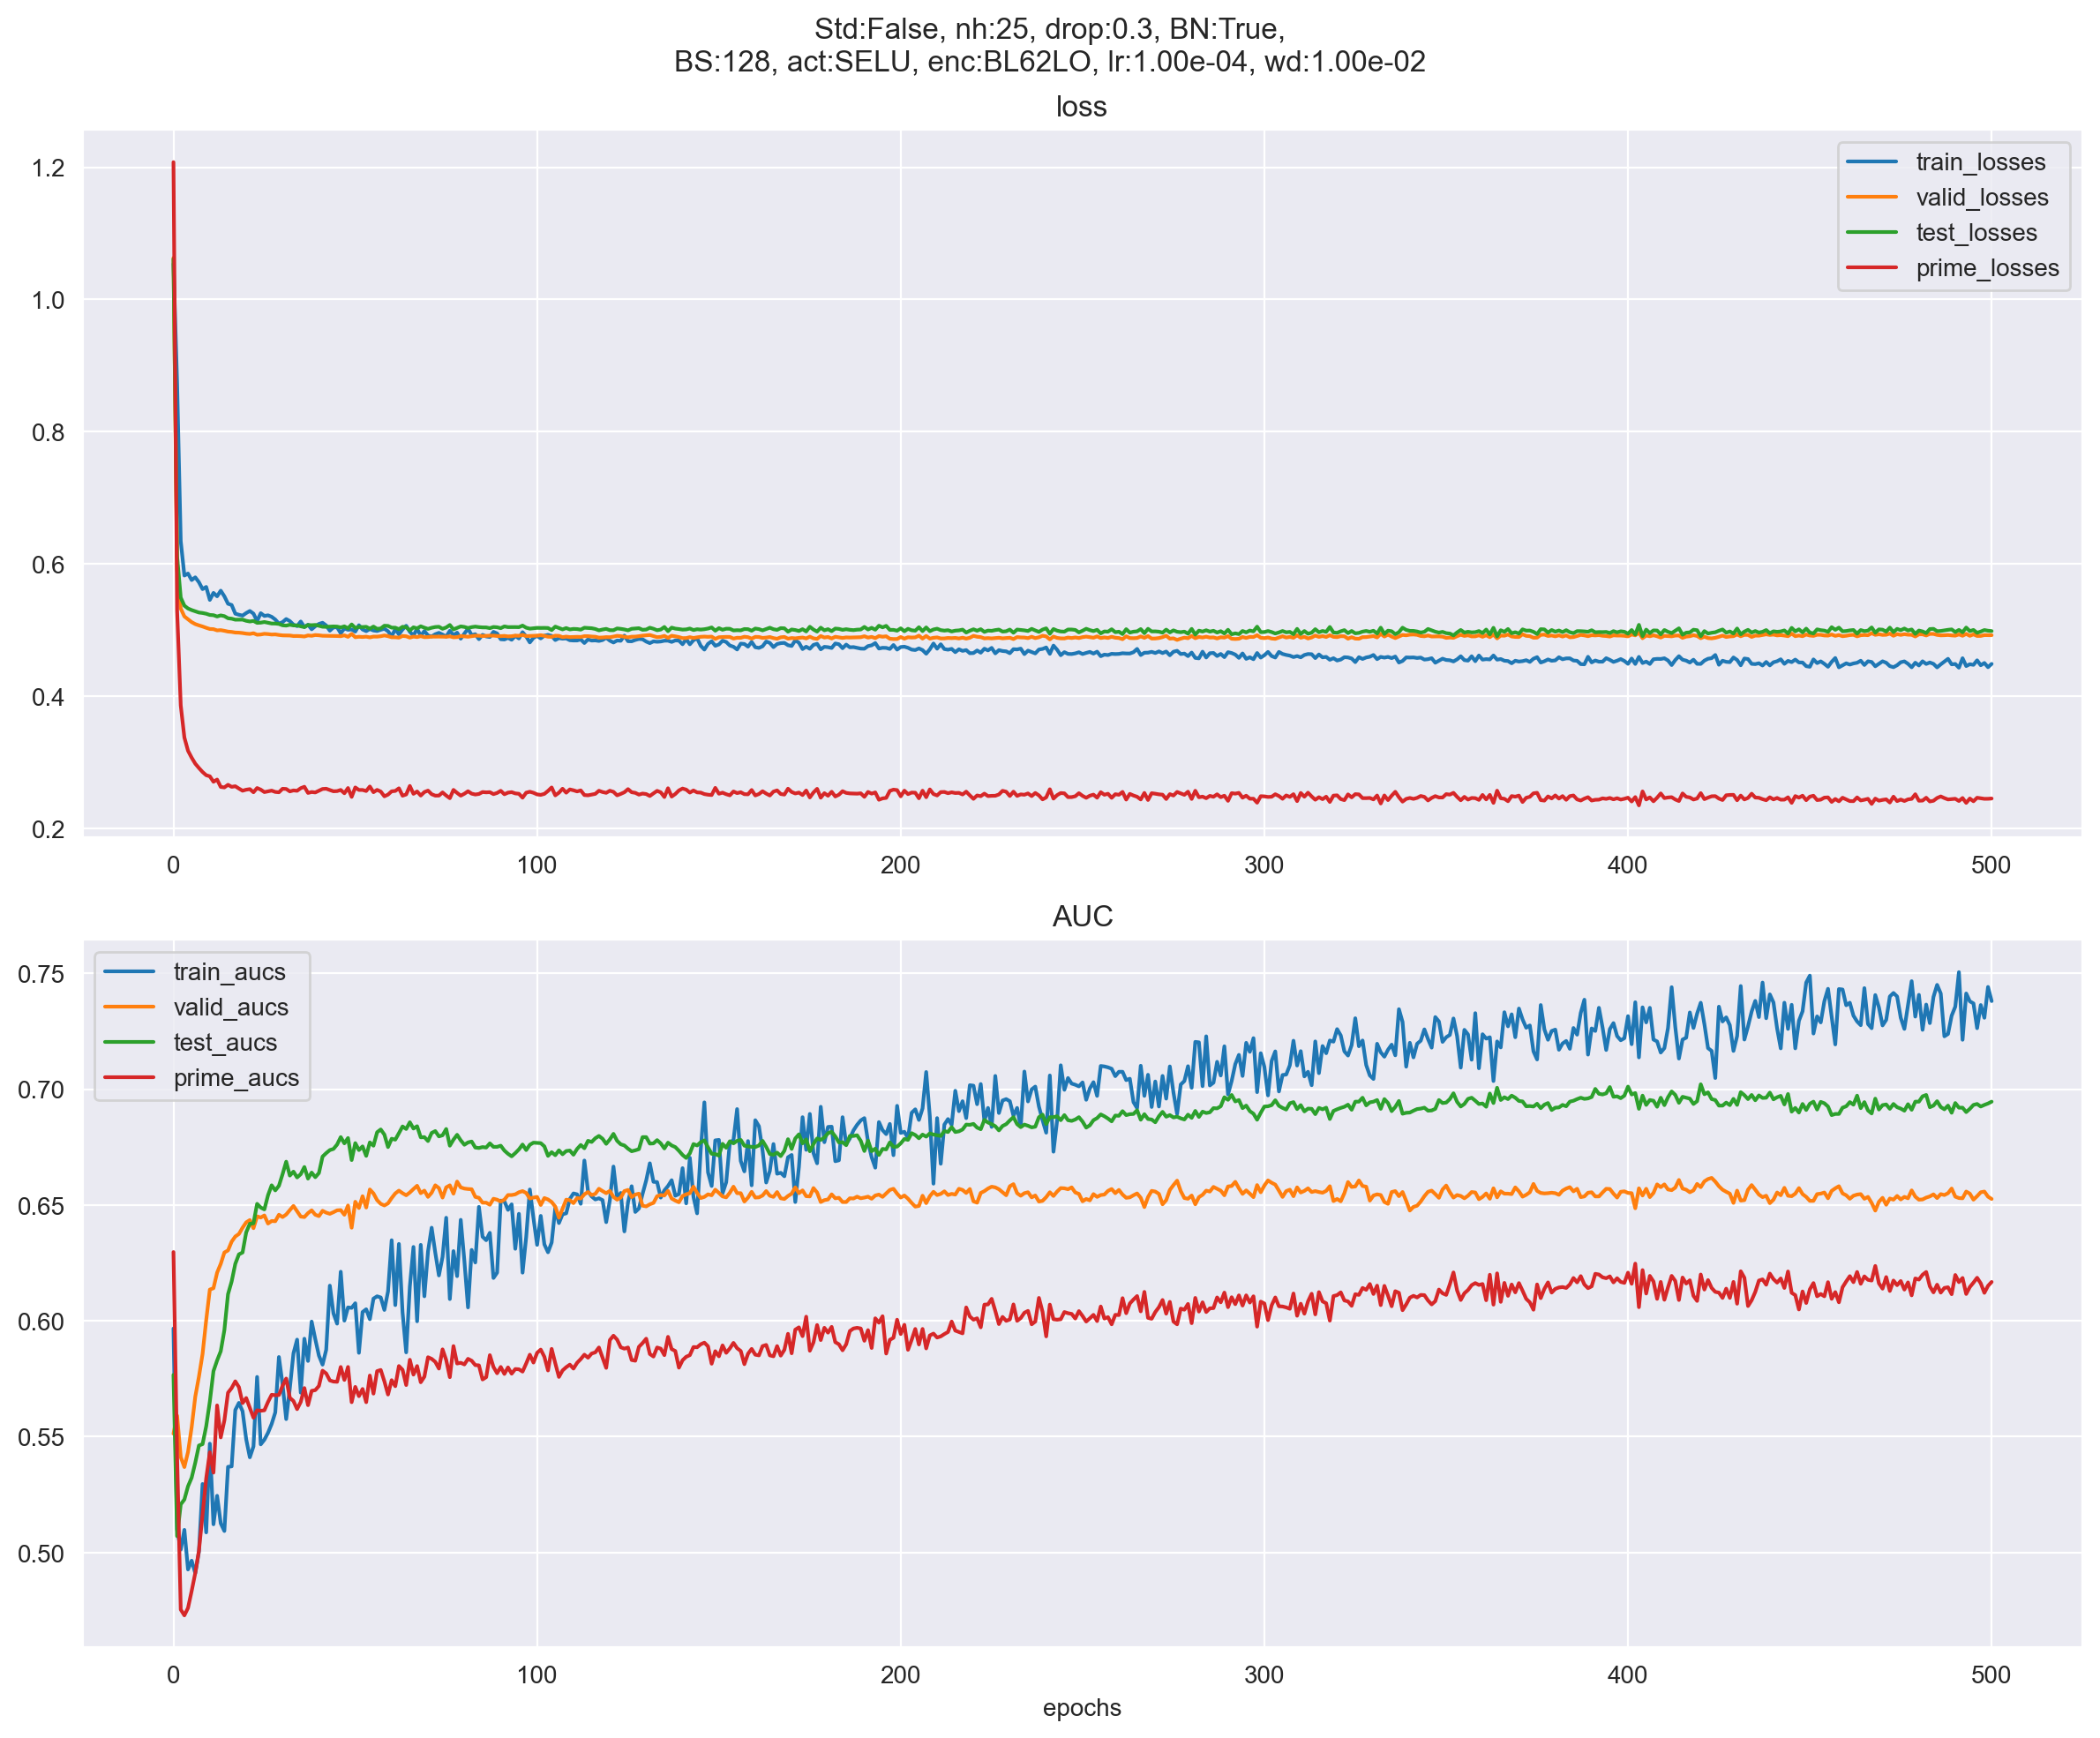 Std:False, nh:25, drop:0.3, BN:True,
BS:128, act:SELU, enc:BL62LO, lr:1.00e-04, wd:1.00e-02
loss
1.2
1.0
0.8
0.6
0.4
0.2
train_losses
valid_losses
test_losses
prime_losses
0 100 200 300 400 500
AUC
0.75
0.70
0.65
0.60
0.55
0.50
train_aucs
valid_aucs
test_aucs
prime_aucs
0 100 200 300 400 500
epochs